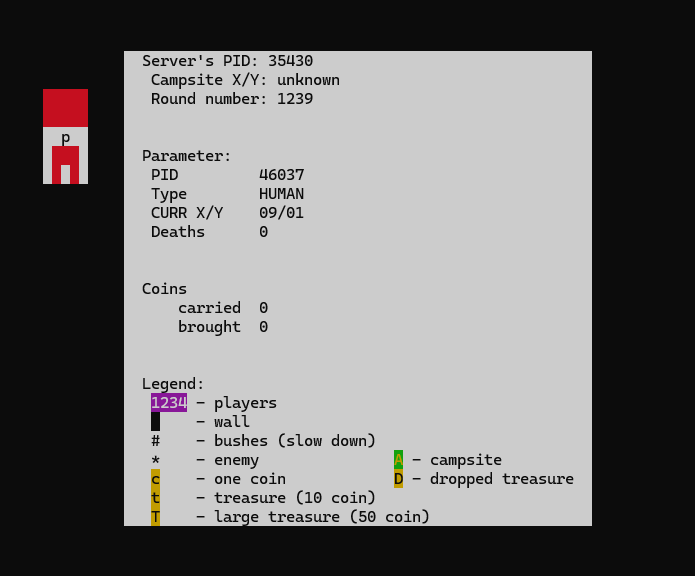 Server's PID: 35430
Campsite X/Y: unknown
Round number: 1239
p
Parameter:
PID 46037
Type HUMAN
CURR X/Y 09/01
Deaths 0
Coins
carried 0
brought 0
Legend:
1234 - players
- wall
# - bushes (slow down)
* - enemy A - campsite
c - one coin D - dropped treasure
t - treasure (10 coin)
T - large treasure (50 coin)